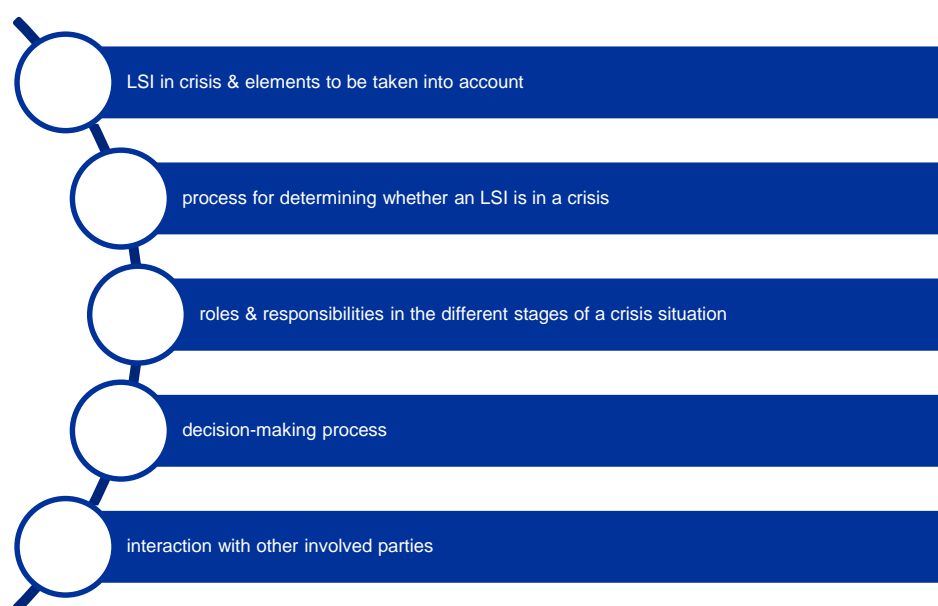 LSI in crisis & elements to be taken into account
process for determining whether an LSI is in a crisis
roles & responsibilities in the different stages of a crisis situation
decision-making process
interaction with other involved parties